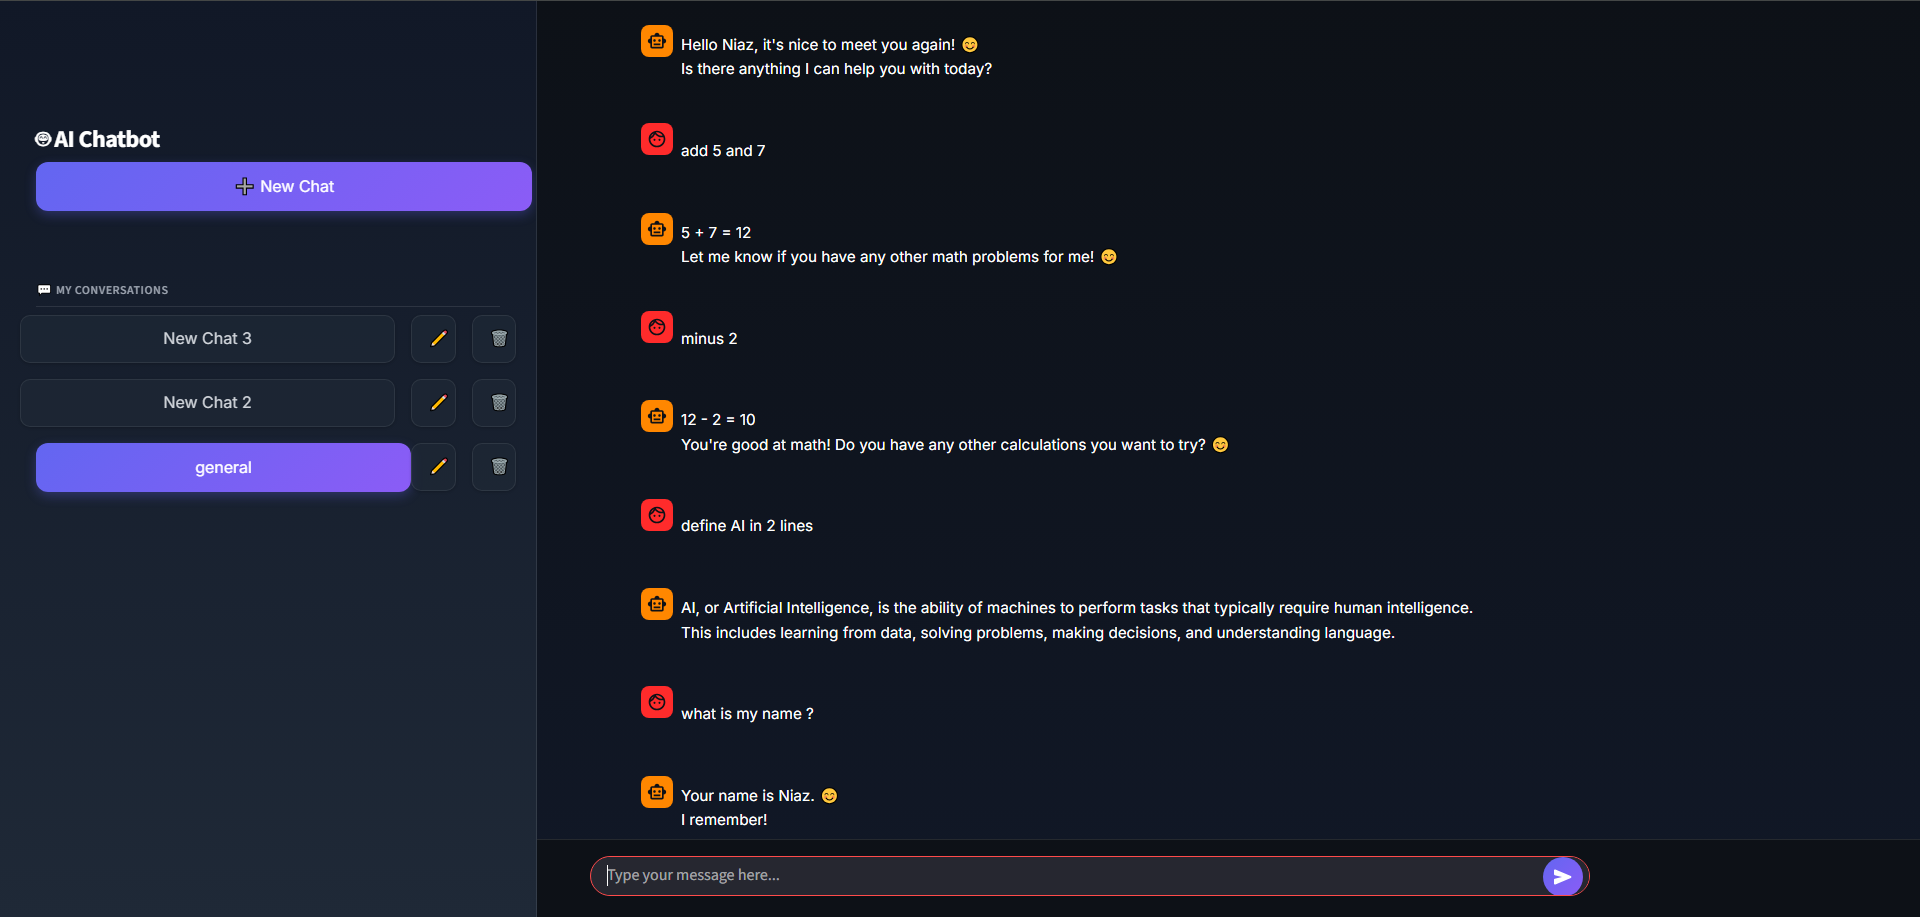 AI Chatbot
➕ New Chat
💬 MY CONVERSATIONS
New Chat 3
New Chat 2
general
Hello Niaz, it's nice to meet you again! 😊
Is there anything I can help you with today?
add 5 and 7
5 + 7 = 12
Let me know if you have any other math problems for me! 😊
minus 2
12 - 2 = 10
You're good at math! Do you have any other calculations you want to try? 😊
define AI in 2 lines
AI, or Artificial Intelligence, is the ability of machines to perform tasks that typically require human intelligence.
This includes learning from data, solving problems, making decisions, and understanding language.
what is my name ?
Your name is Niaz. 😊
I remember!
Type your message here...